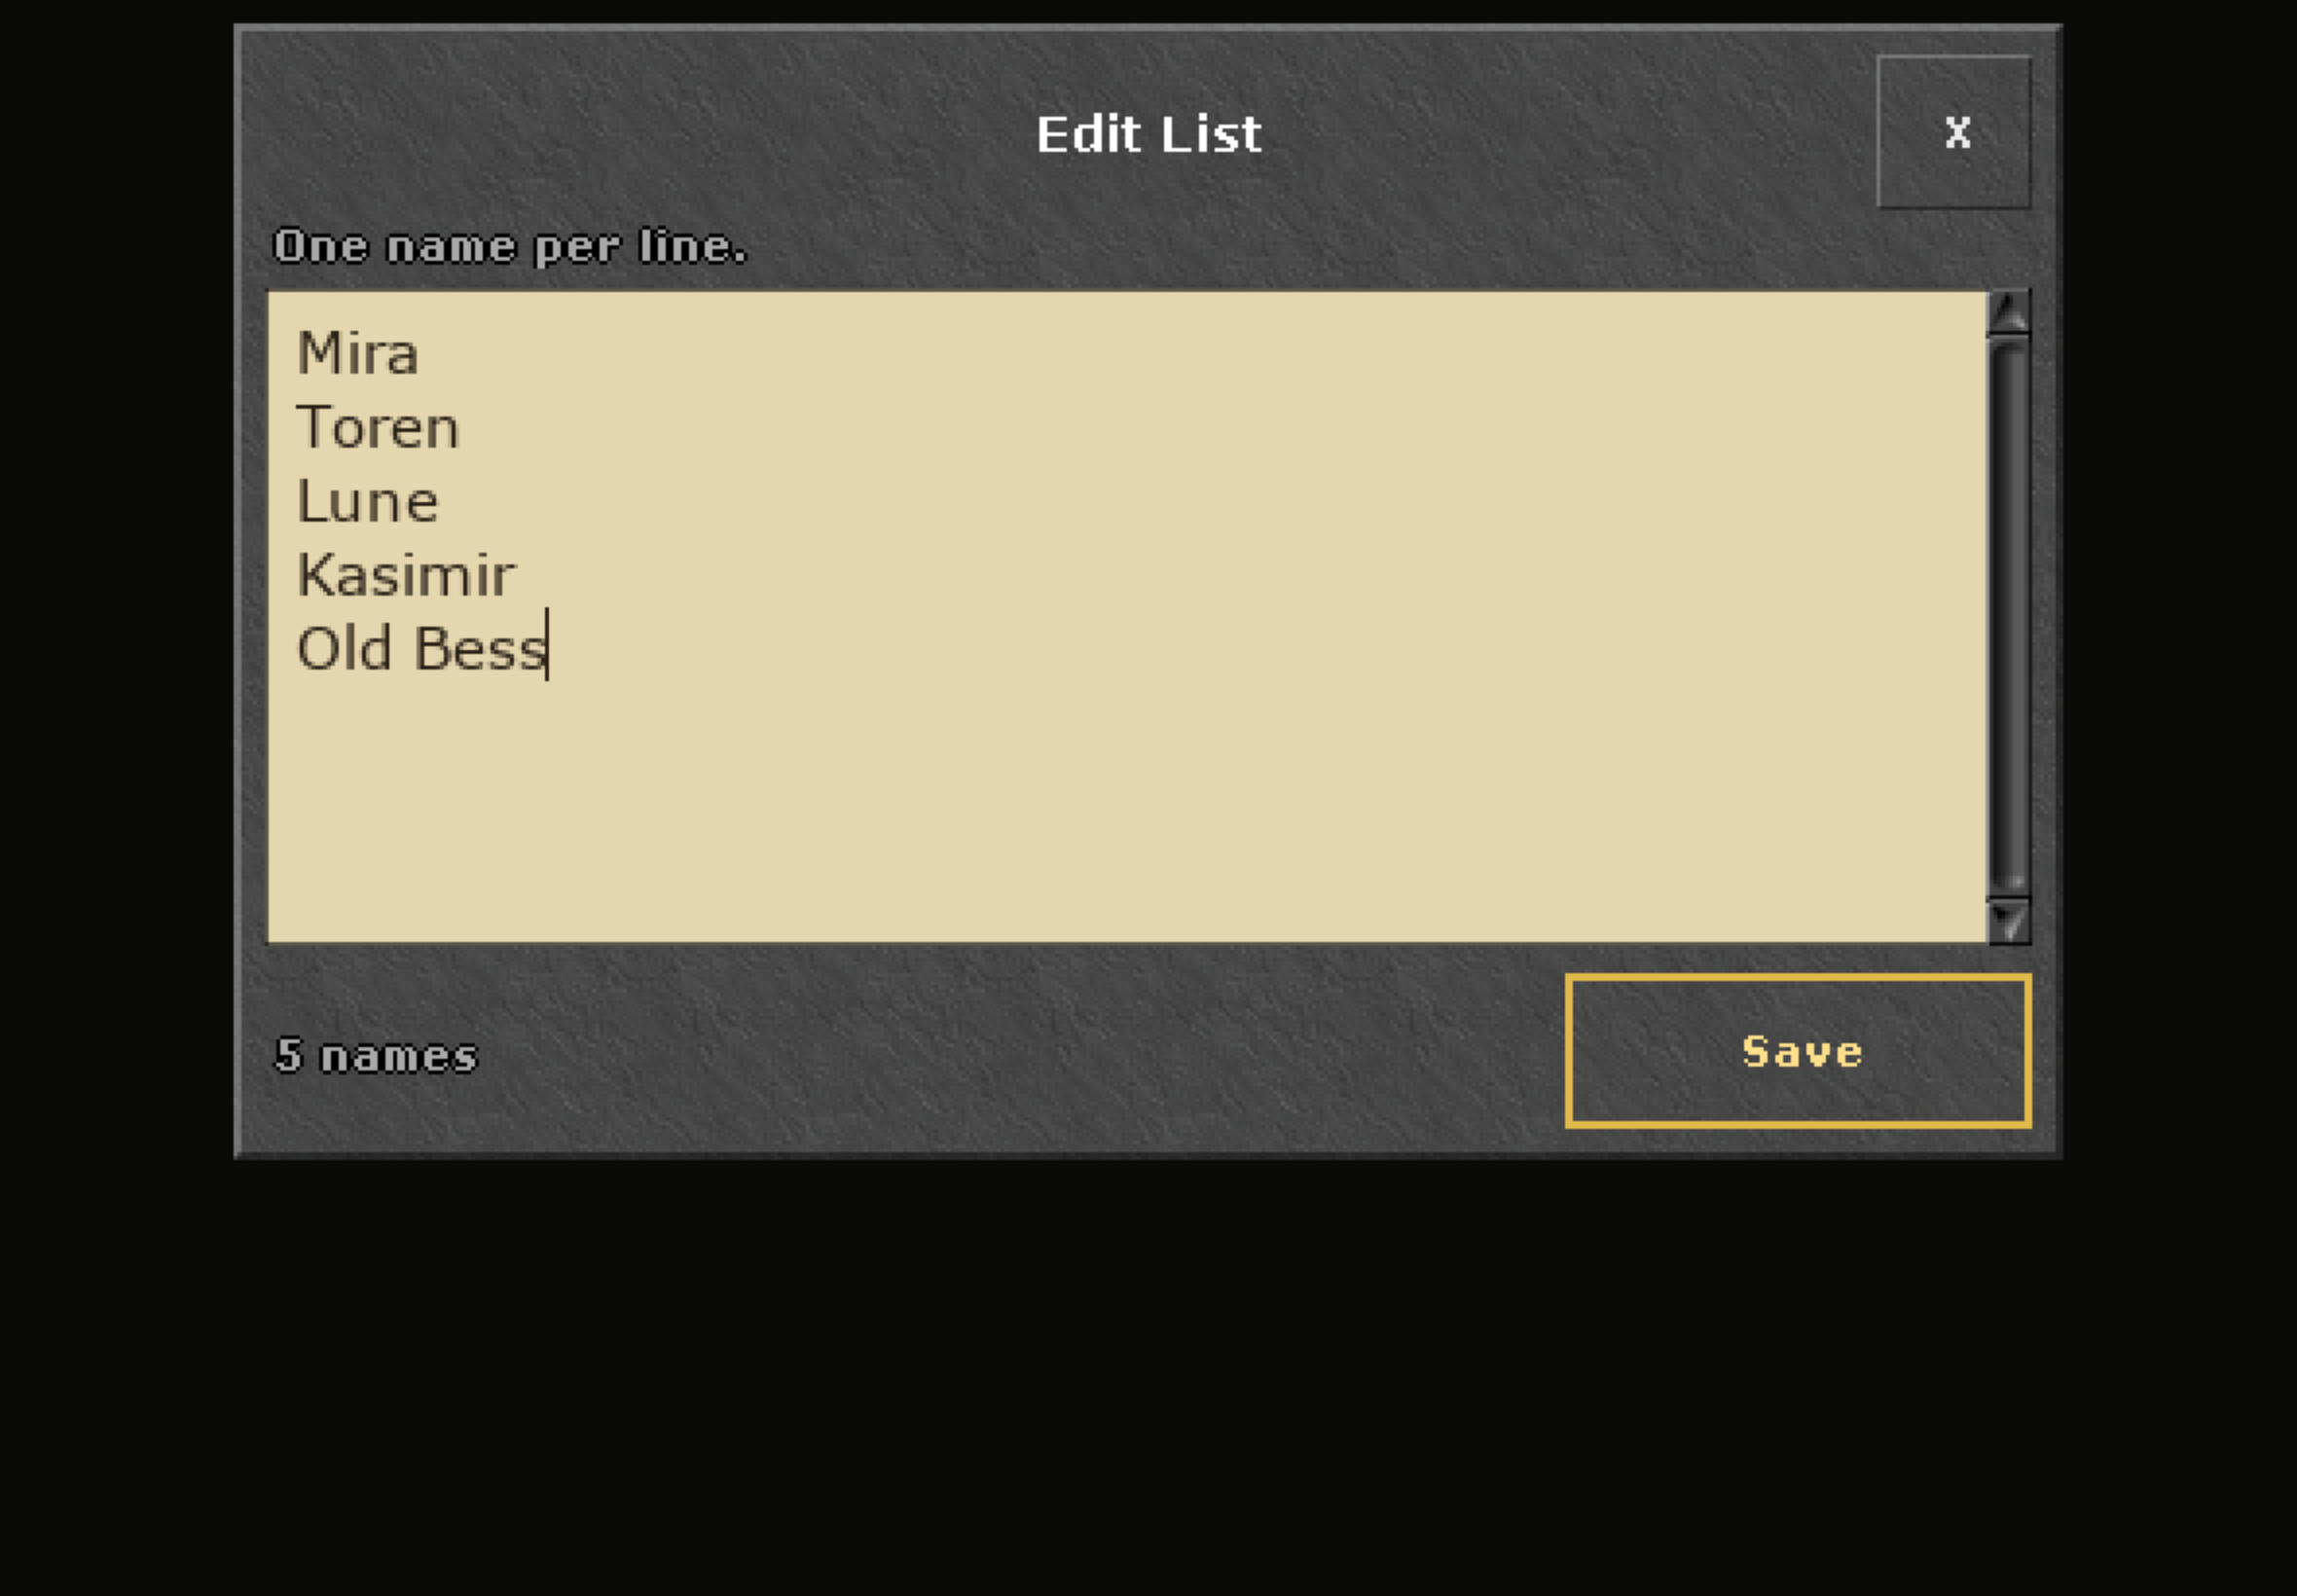 Edit List
X
One name per line.
Mira
Toren
Lune
Kasimir
Old Bess
5 names
Save